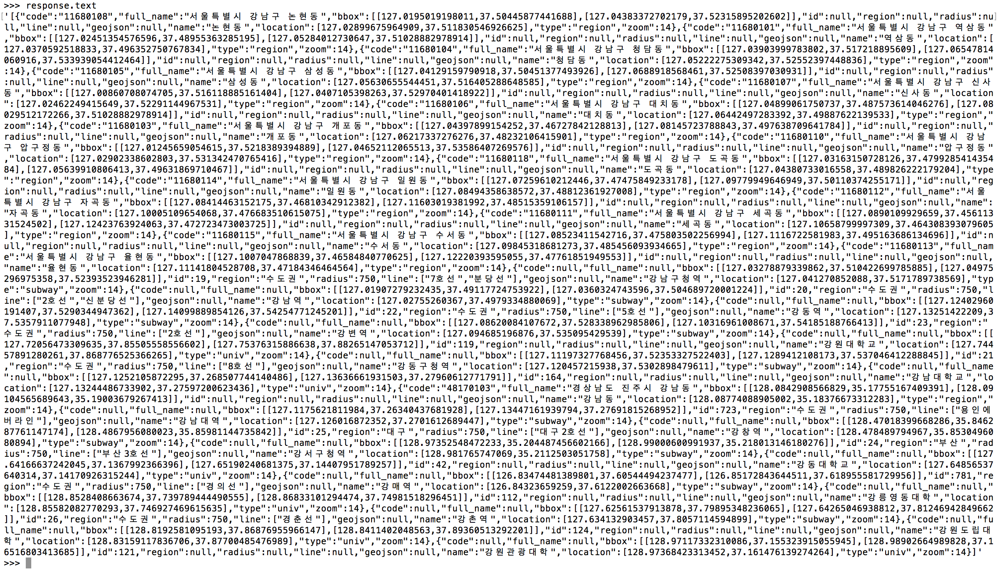 >>> response.text
'[{"code":"11680108","full_name":"서울특별시 강남구 논현동","bbox":[[127.0195019198011,37.50445877441688],[127.04383372702179,37.52315895202602]],"id":null,"region":null,"radius":nu
ll,"line":null,"geojson":null,"name":"논현동","location":[127.02899675964909,37.511830546926625],"type":"region","zoom":14},{"code":"11680101","full_name":"서울특별시 강남구 역삼동"
,"bbox":[[127.02451354576596,37.48955363285195],[127.05284012730647,37.51028882978914]],"id":null,"region":null,"radius":null,"line":null,"geojson":null,"name":"역삼동","location":[
127.0370592518833,37.496352750767834],"type":"region","zoom":14},{"code":"11680104","full_name":"서울특별시 강남구 청담동","bbox":[[127.03903999783802,37.517218895609],[127.06547814
060916,37.533939054412464]],"id":null,"region":null,"radius":null,"line":null,"geojson":null,"name":"청담동","location":[127.05222275309342,37.52552397448836],"type":"region","zoom"
:14},{"code":"11680105","full_name":"서울특별시 강남구 삼성동","bbox":[[127.04129159790918,37.50451377493926],[127.0688918568461,37.52508397030931]],"id":null,"region":null,"radius"
:null,"line":null,"geojson":null,"name":"삼성동","location":[127.05630655544451,37.516405288648585],"type":"region","zoom":14},{"code":"11680107","full_name":"서울특별시 강남구 신사
동","bbox":[[127.00860708074705,37.516118885161404],[127.0407105398263,37.52970401418922]],"id":null,"region":null,"radius":null,"line":null,"geojson":null,"name":"신사동","location
":[127.02462249415649,37.52291144967531],"type":"region","zoom":14},{"code":"11680106","full_name":"서울특별시 강남구 대치동","bbox":[[127.04899061750737,37.487573614046276],[127.08
029512172266,37.51028882978914]],"id":null,"region":null,"radius":null,"line":null,"geojson":null,"name":"대치동","location":[127.06442497283392,37.49887622139533],"type":"region","
zoom":14},{"code":"11680103","full_name":"서울특별시 강남구 개포동","bbox":[[127.04397899154252,37.46727842128813],[127.08145723788843,37.497638709641784]],"id":null,"region":null,"
radius":null,"line":null,"geojson":null,"name":"개포동","location":[127.06217337276276,37.48232106415901],"type":"region","zoom":14},{"code":"11680110","full_name":"서울특별시 강남
구 압구정동","bbox":[[127.01245659054615,37.5218389394889],[127.04652112065513,37.53586407269576]],"id":null,"region":null,"radius":null,"line":null,"geojson":null,"name":"압구정동"
,"location":[127.02902338602803,37.531342470765416],"type":"region","zoom":14},{"code":"11680118","full_name":"서울특별시 강남구 도곡동","bbox":[[127.03163150728126,37.4799285414354
84],[127.05639910806413,37.49631869710467]],"id":null,"region":null,"radius":null,"line":null,"geojson":null,"name":"도곡동","location":[127.04380733016558,37.489826222179204],"type
":"region","zoom":14},{"code":"11680114","full_name":"서울특별시 강남구 일원동","bbox":[[127.07259610212446,37.47475849233178],[127.09779949646949,37.50110374255171]],"id":null,"reg
ion":null,"radius":null,"line":null,"geojson":null,"name":"일원동","location":[127.08494358638572,37.48812361927008],"type":"region","zoom":14},{"code":"11680112","full_name":"서울
특별시 강남구 자곡동","bbox":[[127.08414463152175,37.46810342912382],[127.11603019381992,37.48515359106157]],"id":null,"region":null,"radius":null,"line":null,"geojson":null,"name":
"자곡동","location":[127.10005109654068,37.476683510615075],"type":"region","zoom":14},{"code":"11680111","full_name":"서울특별시 강남구 세곡동","bbox":[[127.0890109929659,37.456113
31524502],[127.12423763924063,37.472723473003725]],"id":null,"region":null,"radius":null,"line":null,"geojson":null,"name":"세곡동","location":[127.10658799997309,37.464308393079605
],"type":"region","zoom":14},{"code":"11680115","full_name":"서울특별시 강남구 수서동","bbox":[[127.08523411542716,37.475803502256994],[127.1116722581983,37.495163686134696]],"id":n
ull,"region":null,"radius":null,"line":null,"geojson":null,"name":"수서동","location":[127.09845318681273,37.485456093934665],"type":"region","zoom":14},{"code":"11680113","full_nam
e":"서울특별시 강남구 율현동","bbox":[[127.1007047868839,37.46584840770625],[127.12220393595055,37.47761851949553]],"id":null,"region":null,"radius":null,"line":null,"geojson":null,
"name":"율현동","location":[127.11141804528708,37.47184346464564],"type":"region","zoom":14},{"code":null,"full_name":null,"bbox":[[127.03278879339862,37.510422699785885],[127.04975
296975358,37.52393523946281]],"id":19,"region":"수도권","radius":750,"line":["7호선","분당선"],"geojson":null,"name":"강남구청역","location":[127.041270852088,37.5171789738569],"typ
e":"subway","zoom":14},{"code":null,"full_name":null,"bbox":[[127.01907279232435,37.49117724753922],[127.0360324743596,37.504689720001224]],"id":20,"region":"수도권","radius":750,"l
ine":["2호선","신분당선"],"geojson":null,"name":"강남역","location":[127.02755260367,37.4979334880069],"type":"subway","zoom":14},{"code":null,"full_name":null,"bbox":[[127.12402960
191407,37.5290344947362],[127.14099889854126,37.54254771245201]],"id":22,"region":"수도권","radius":750,"line":["5호선"],"geojson":null,"name":"강동역","location":[127.13251422209,3
7.5357911077948],"type":"subway","zoom":14},{"code":null,"full_name":null,"bbox":[[127.08620084107672,37.528338962985806],[127.10316961008671,37.54185188766413]],"id":23,"region":"
수도권","radius":750,"line":["2호선"],"geojson":null,"name":"강변역","location":[127.094685196876,37.535095429539],"type":"subway","zoom":14},{"code":null,"full_name":null,"bbox":[[
127.72056473309635,37.85505558556602],[127.75376315886638,37.88265147053712]],"id":119,"region":null,"radius":null,"line":null,"geojson":null,"name":"강원대학교","location":[127.744
57891280261,37.868776525366265],"type":"univ","zoom":14},{"code":null,"full_name":null,"bbox":[[127.11197327768456,37.52353327522403],[127.1289412108173,37.537046412288845]],"id":21
,"region":"수도권","radius":750,"line":["8호선"],"geojson":null,"name":"강동구청역","location":[127.120457215938,37.5302898479611],"type":"subway","zoom":14},{"code":null,"full_name
":null,"bbox":[[127.1252105872295,37.268507744140486],[127.13636661931503,37.27960612771791]],"id":164,"region":null,"radius":null,"line":null,"geojson":null,"name":"강남대학교","lo
cation":[127.13244486733902,37.27597200623436],"type":"univ","zoom":14},{"code":"48170103","full_name":"경상남도 진주시 강남동","bbox":[[128.0842908566829,35.17755167409391],[128.09
104565689643,35.19003679267413]],"id":null,"region":null,"radius":null,"line":null,"geojson":null,"name":"강남동","location":[128.08774088905002,35.18376673312283],"type":"region","
zoom":14},{"code":null,"full_name":null,"bbox":[[127.1175621811984,37.26340437681928],[127.13447161939794,37.27691815268952]],"id":723,"region":"수도권","radius":750,"line":["용인에
버라인"],"geojson":null,"name":"강남대역","location":[127.126016872352,37.2701612689447],"type":"subway","zoom":14},{"code":null,"full_name":null,"bbox":[[128.47018399668286,35.8462
87761147174],[128.4867956080023,35.85981144735842]],"id":25,"region":"대구","radius":750,"line":["대구2호선"],"geojson":null,"name":"강창역","location":[128.478489794967,35.85304960
80894],"type":"subway","zoom":14},{"code":null,"full_name":null,"bbox":[[128.97352548472233,35.204487456602166],[128.99000600991937,35.218013146180276]],"id":24,"region":"부산","rad
ius":750,"line":["부산3호선"],"geojson":null,"name":"강서구청역","location":[128.981765747069,35.2112503051758],"type":"subway","zoom":14},{"code":null,"full_name":null,"bbox":[[127
.64166637242045,37.1367992366396],[127.65190240681375,37.14407951789257]],"id":42,"region":null,"radius":null,"line":null,"geojson":null,"name":"강동대학교","location":[127.64856537
640314,37.14170926315244],"type":"univ","zoom":14},{"code":null,"full_name":null,"bbox":[[126.83474481389801,37.60544494237477],[126.85172843644511,37.618955581729956]],"id":781,"re
gion":"수도권","radius":750,"line":["경의선"],"geojson":null,"name":"강매역","location":[126.84323659259,37.6122002663668],"type":"subway","zoom":14},{"code":null,"full_name":null,"
bbox":[[128.8528408663674,37.739789444490555],[128.86833101294474,37.74981518296451]],"id":112,"region":null,"radius":null,"line":null,"geojson":null,"name":"강릉영동대학","location
":[128.85582082770293,37.746927469615635],"type":"univ","zoom":14},{"code":null,"full_name":null,"bbox":[[127.62561537913878,37.79895348236065],[127.64265046938812,37.81246942849662
]],"id":26,"region":"수도권","radius":750,"line":["경춘선"],"geojson":null,"name":"강촌역","location":[127.634132903457,37.8057114594899],"type":"subway","zoom":14},{"code":null,"fu
ll_name":null,"bbox":[[128.8192581095193,37.86876955966147],[128.8411402048563,37.89360513292201]],"id":124,"region":null,"radius":null,"line":null,"geojson":null,"name":"강원도립대
학","location":[128.83159117836706,37.87700485476989],"type":"univ","zoom":14},{"code":null,"full_name":null,"bbox":[[128.97117332310086,37.155323915055945],[128.98902664989828,37.1
6516803413685]],"id":121,"region":null,"radius":null,"line":null,"geojson":null,"name":"강원관광대학","location":[128.97368423313452,37.161476139274264],"type":"univ","zoom":14}]'
>>>